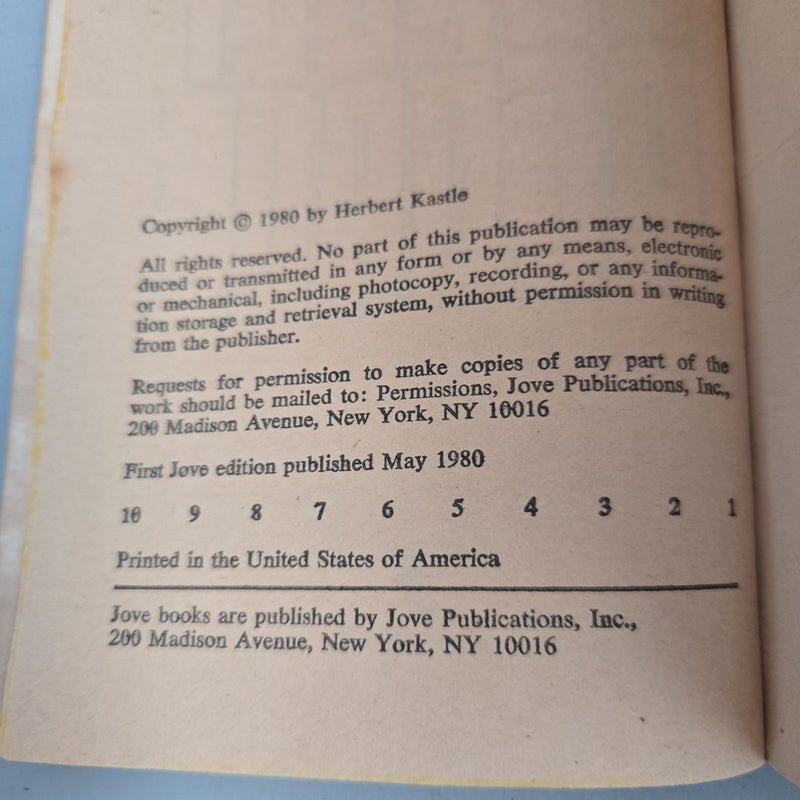 Copyright © 1980 by Herbert Kastle
All rights reserved. No part of this publication may be repro-
duced or transmitted in any form or by any means, electronic
or mechanical, including photocopy, recording, or any informa-
tion storage and retrieval system, without permission in writing
from the publisher.
Requests for permission to make copies of any part of the
work should be mailed to: Permissions, Jove Publications, Inc.,
200 Madison Avenue, New York, NY 10016
First Jove edition published May 1980
10 9 8 7 6 5 4 3 2 1
Printed in the United States of America
Jove books are published by Jove Publications, Inc.,
200 Madison Avenue, New York, NY 10016